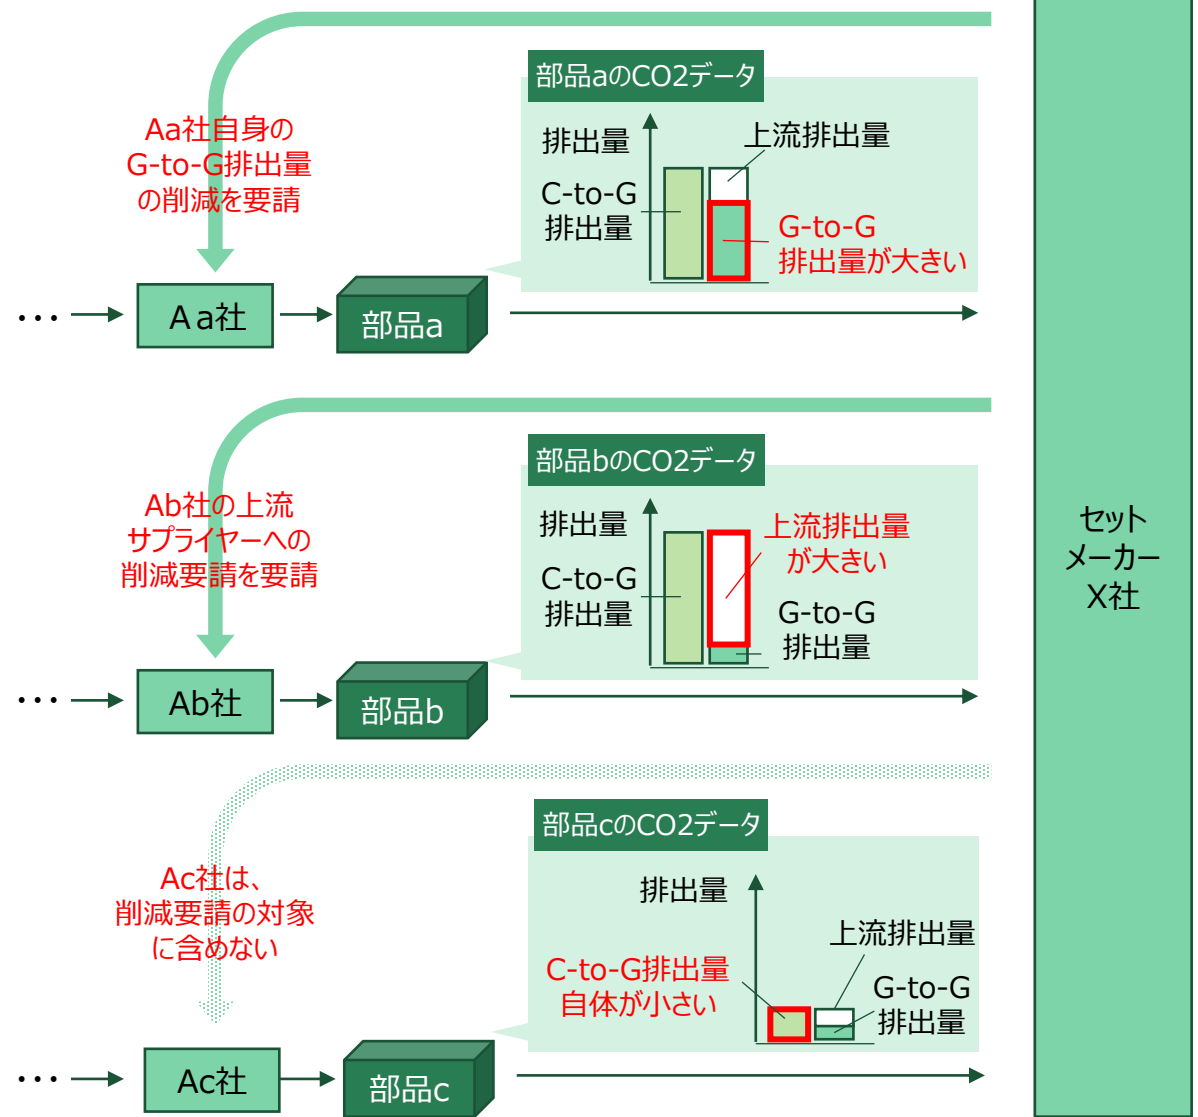 部品aのCO2データ
排出量
上流排出量
C-to-G
排出量
G-to-G
排出量が大きい
Aa社自身の
G-to-G排出量
の削減を要請
・・・
Aa社
部品a
部品bのCO2データ
排出量
上流排出量
が大きい
C-to-G
排出量
G-to-G
排出量
Ab社の上流
サプライヤーへの
削減要請を要請
・・・
Ab社
部品b
セット
メーカー
X社
部品cのCO2データ
排出量
上流排出量
C-to-G排出量
自体が小さい
G-to-G
排出量
Ac社は、
削減要請の対象
に含めない
・・・
Ac社
部品c